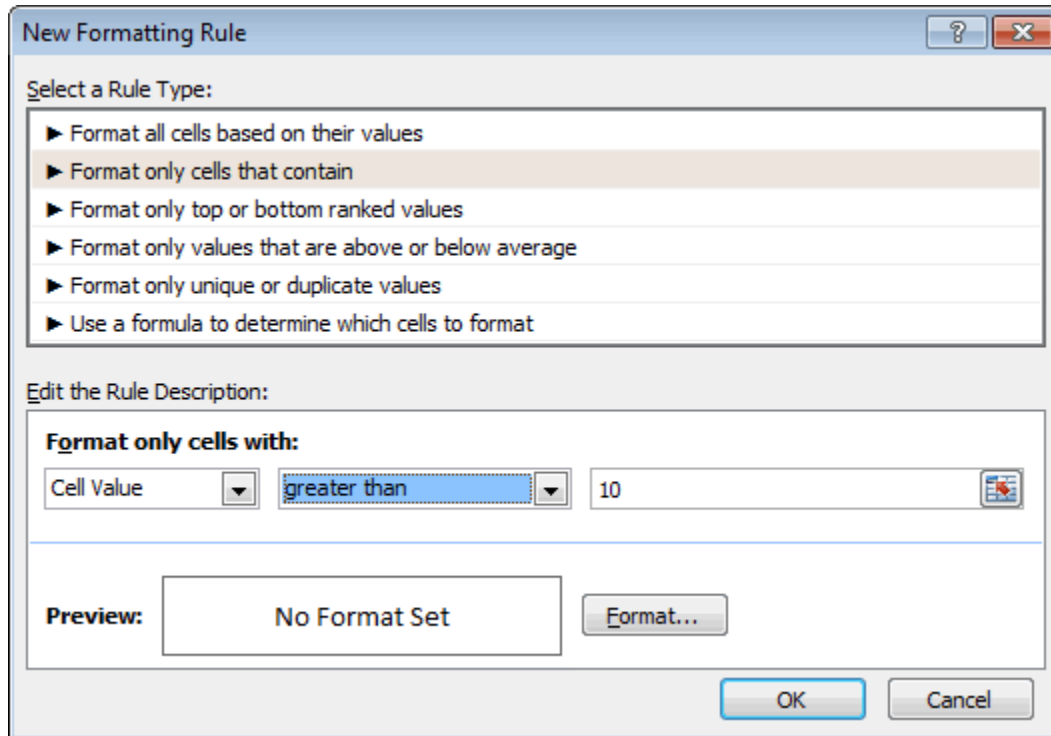 New Formatting Rule
Select a Rule Type:
► Format all cells based on their values
► Format only cells that contain
► Format only top or bottom ranked values
► Format only values that are above or below average
► Format only unique or duplicate values
► Use a formula to determine which cells to format
Edit the Rule Description:
Format only cells with:
Cell Value greater than 10
Preview: No Format Set Format...
OK Cancel